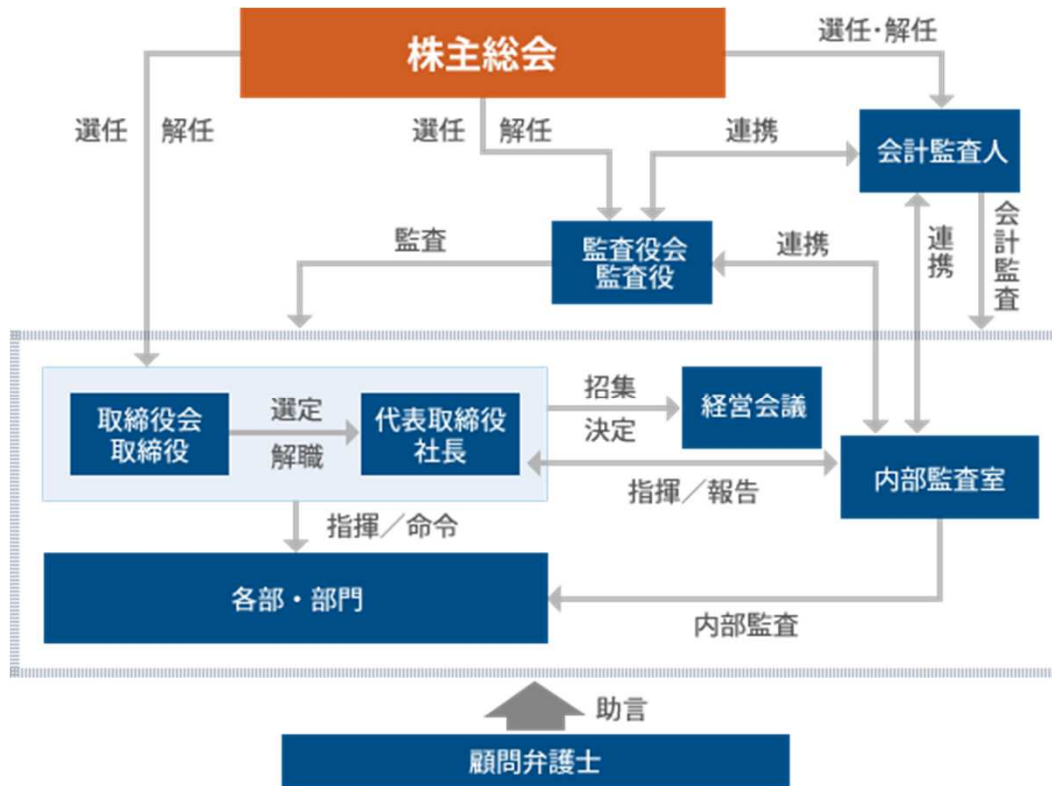 株主総会
選任･解任
選任
解任
選任
解任
連携
会計監査人
監査
監査役会
監査役
連携
連携
会計監査
取締役会
取締役
選定
解職
代表取締役
社長
招集
決定
経営会議
指揮／報告
内部監査室
指揮／命令
各部・部門
内部監査
助言
顧問弁護士